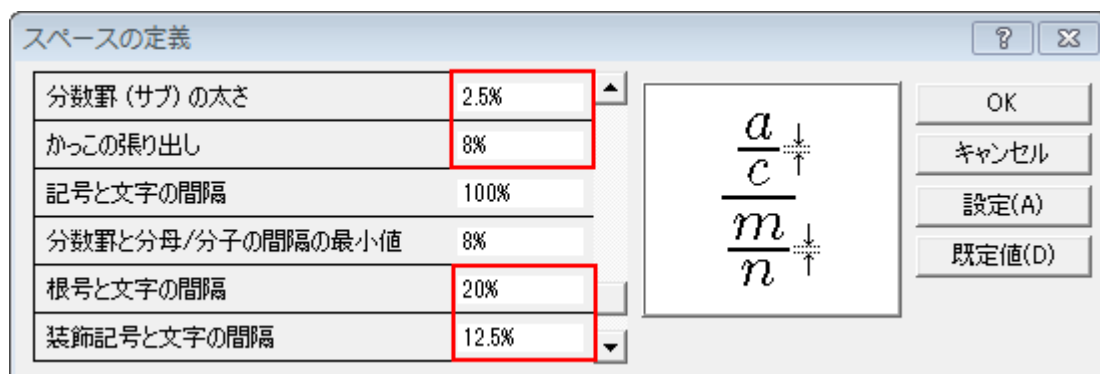 スペースの定義
分数罫 (サブ) の太さ 2.5%
かっこの張り出し 8%
記号と文字の間隔 100%
分数罫と分母/分子の間隔の最小値 8%
根号と文字の間隔 20%
装飾記号と文字の間隔 12.5%
a
c
m
n
OK
キャンセル
設定(A)
既定値(D)